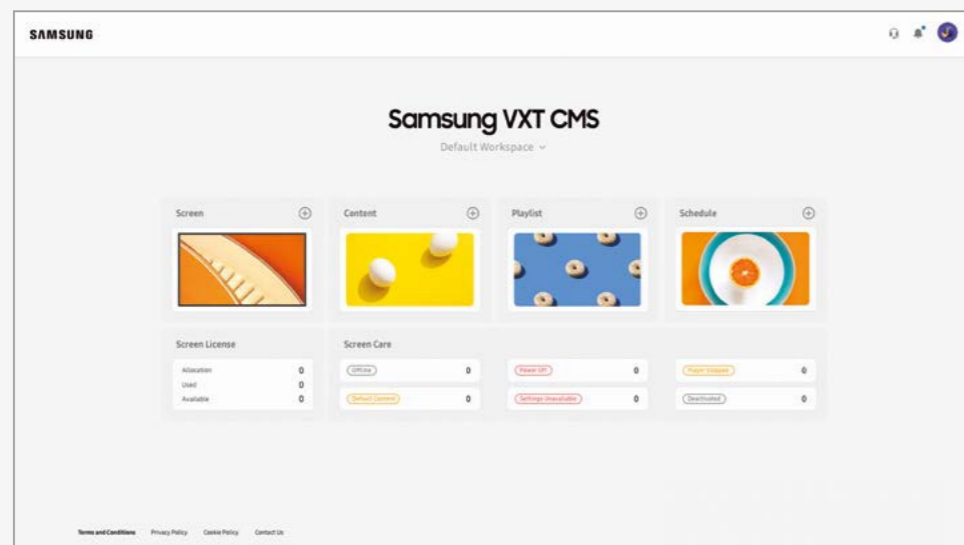 SAMSUNG
Samsung VXT CMS
Default Workspace
Screen
Content
Playlist
Schedule
Screen License
Screen Care
Allocation 0
Used 0
Available 0
Offline 0
Default Content 0
Power Off 0
Settings Unavailable 0
Player Stopped 0
Deactivated 0
Terms and Conditions Privacy Policy Cookie Policy Contact Us